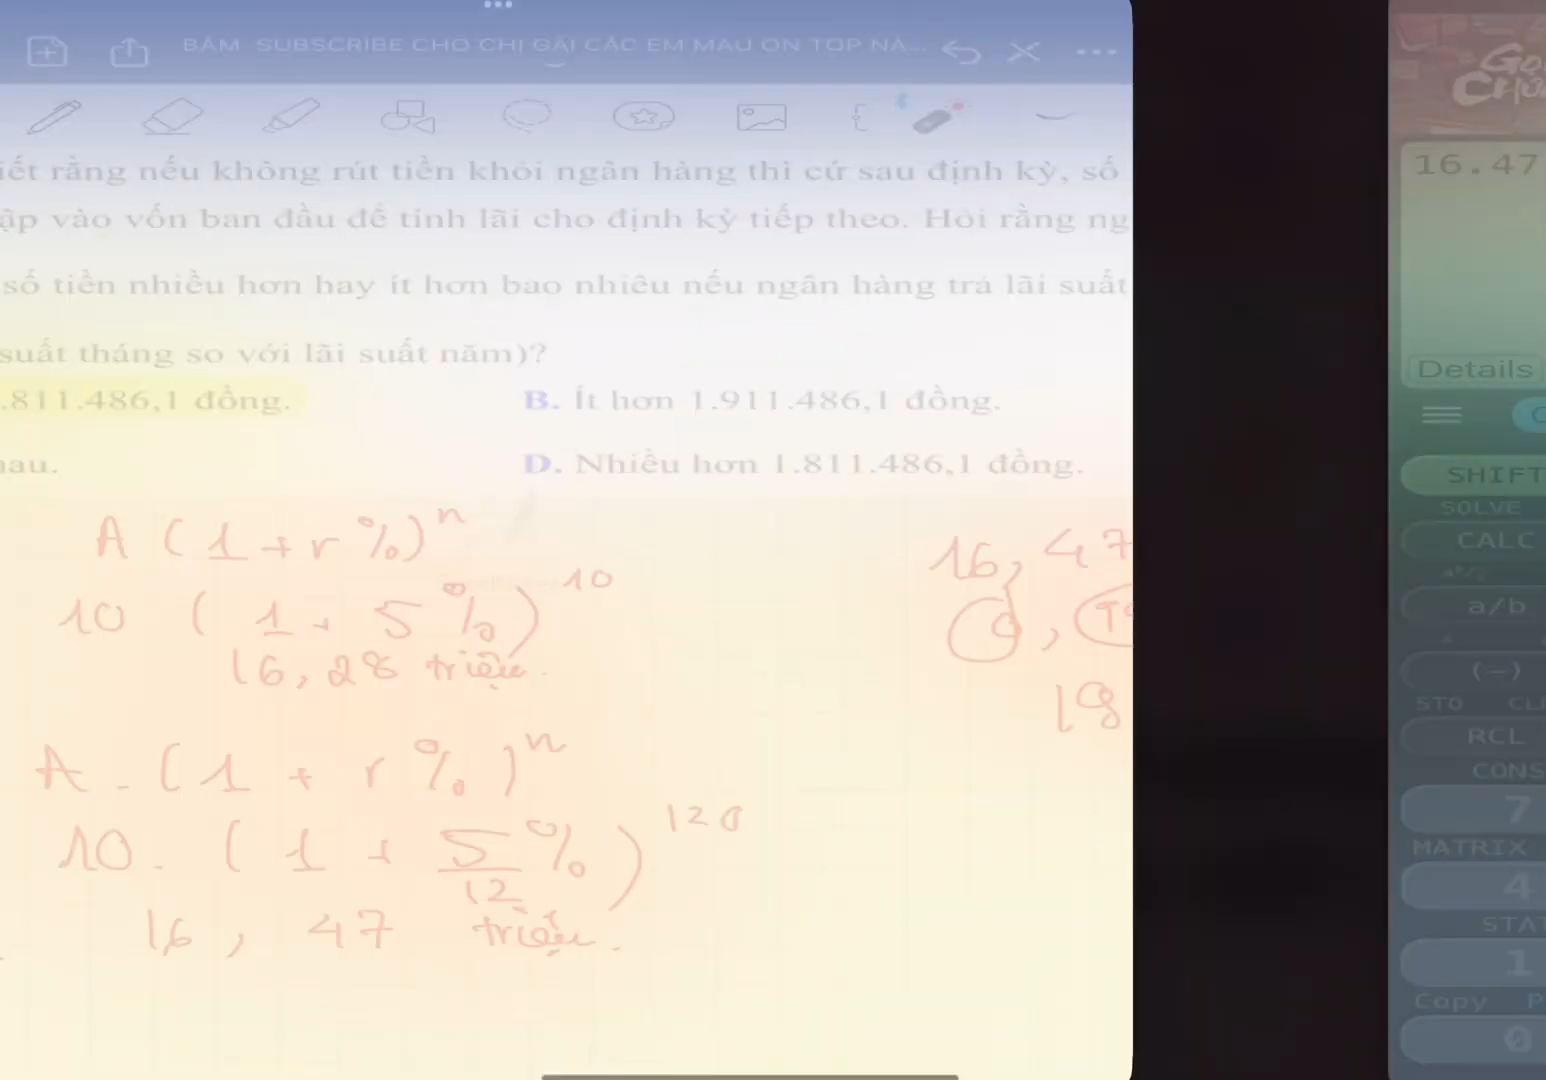 BẤM SUBSCRIBE CHO CHỊ GÁI CÁC EM MAU ON TOP NÀ...
iết rằng nếu không rút tiền khỏi ngân hàng thì cứ sau định kỳ, số
ập vào vốn ban đầu để tính lãi cho định kỳ tiếp theo. Hỏi rằng ng
số tiền nhiều hơn hay ít hơn bao nhiêu nếu ngân hàng trả lãi suất
suất tháng so với lãi suất năm)?
.811.486,1 đồng.
B. Ít hơn 1.911.486,1 đồng.
nau.
D. Nhiều hơn 1.811.486,1 đồng.
A (1 + r%)^n
10 (1 + 5%)^10
16,28 triệu.
A . (1 + r%)^n
10 . (1 + 5/12 %)^120
16, 47 triệu.
16, 47
18
16.47
Details
SHIFT
SOLVE
CALC
a/b
(-)
STO
RCL
CONS
7
MATRIX
4
STAT
1
Copy P
0